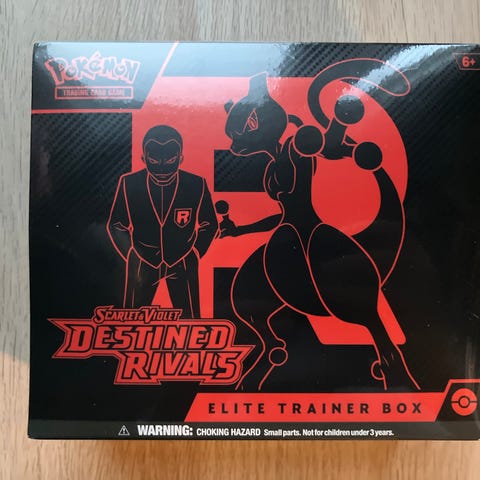 POKéMON
TRADING CARD GAME
6+
R
SCARLET & VIOLET
DESTINED
RIVALS
ELITE TRAINER BOX
WARNING: CHOKING HAZARD Small parts. Not for children under 3 years.